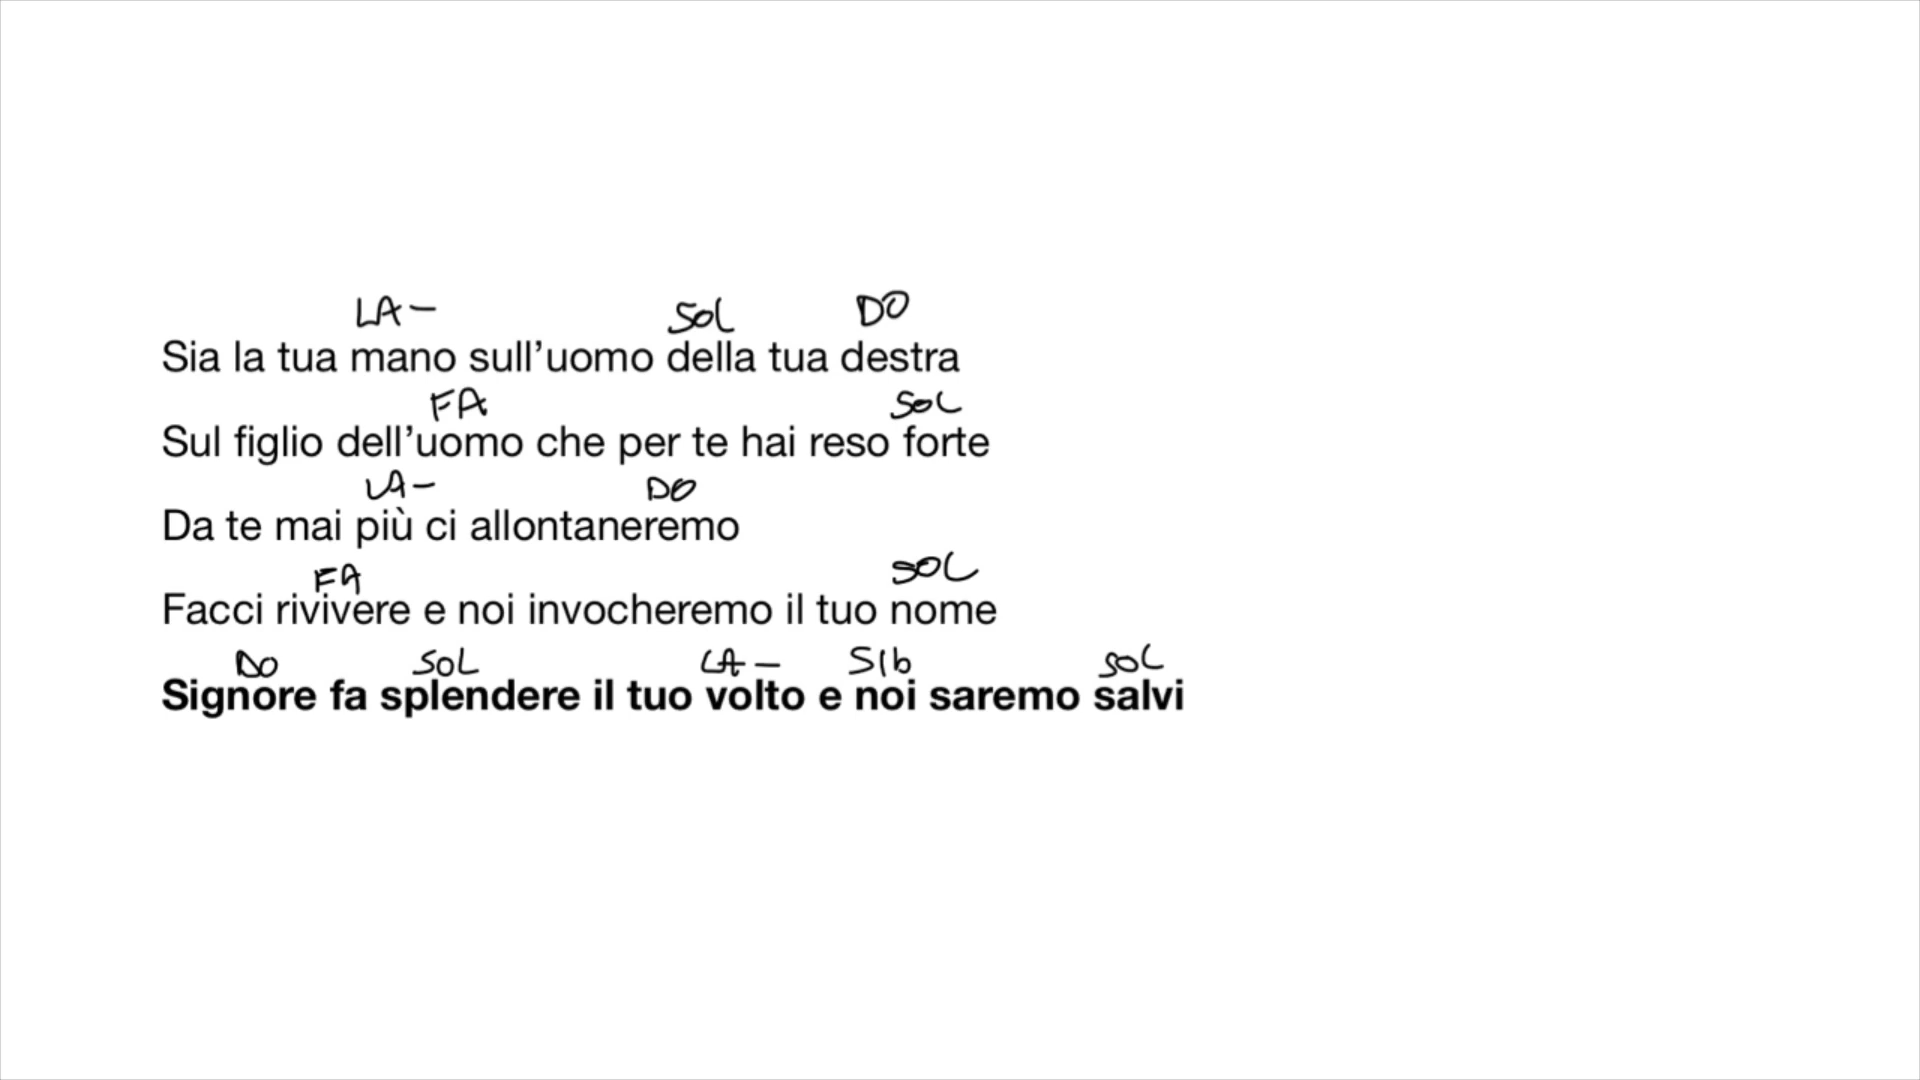 LA- SOL DO
Sia la tua mano sull'uomo della tua destra
FA SOL
Sul figlio dell'uomo che per te hai reso forte
LA- DO
Da te mai più ci allontaneremo
FA SOL
Facci rivivere e noi invocheremo il tuo nome
DO SOL LA- SIb SOL
Signore fa splendere il tuo volto e noi saremo salvi